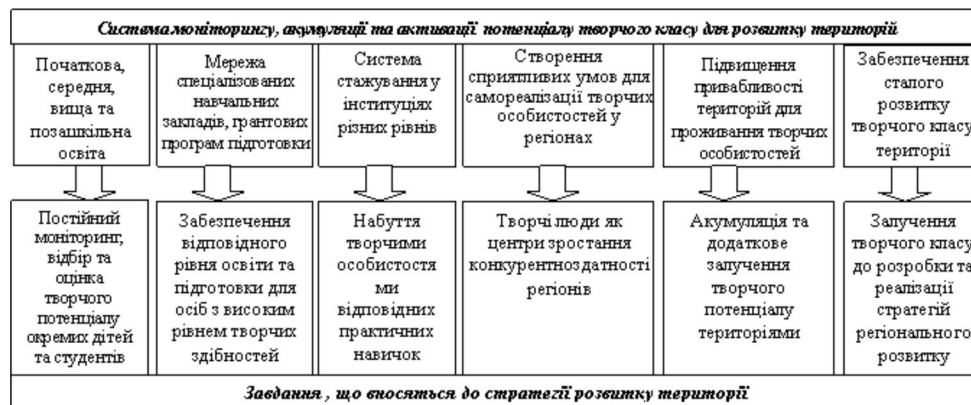 Система моніторингу, акумуляції та активації потенціалу творчого класу для розвитку територій
Початкова,
середня,
вища та
позашкільна
освіта
Мережа
спеціалізованих
навчальних
закладів, грантових
програм підготовки
Система
стажування у
інституціях
різних рівнів
Створення
сприятливих умов для
самореалізації творчих
особистостей у
регіонах
Підвищення
привабливості
територій для
проживання творчих
особистостей
Забезпечення
сталого
розвитку
творчого класу
території
Постійний
моніторинг,
відбір та
оцінка
творчого
потенціалу
окремих дітей
та студентів
Забезпечення
відповідного
рівня освіти та
підготовки для
осіб з високим
рівнем творчих
здібностей
Набуття
творчими
особистостя
ми
відповідних
практичних
навичок
Творчі люди як
центри зростання
конкурентноздатності
регіонів
Акумуляція та
додаткове
залучення
творчого
потенціалу
територіями
Залучення
творчого класу
до розробки та
реалізації
стратегій
регіонального
розвитку
Завдання , що вносяться до стратегії розвитку території